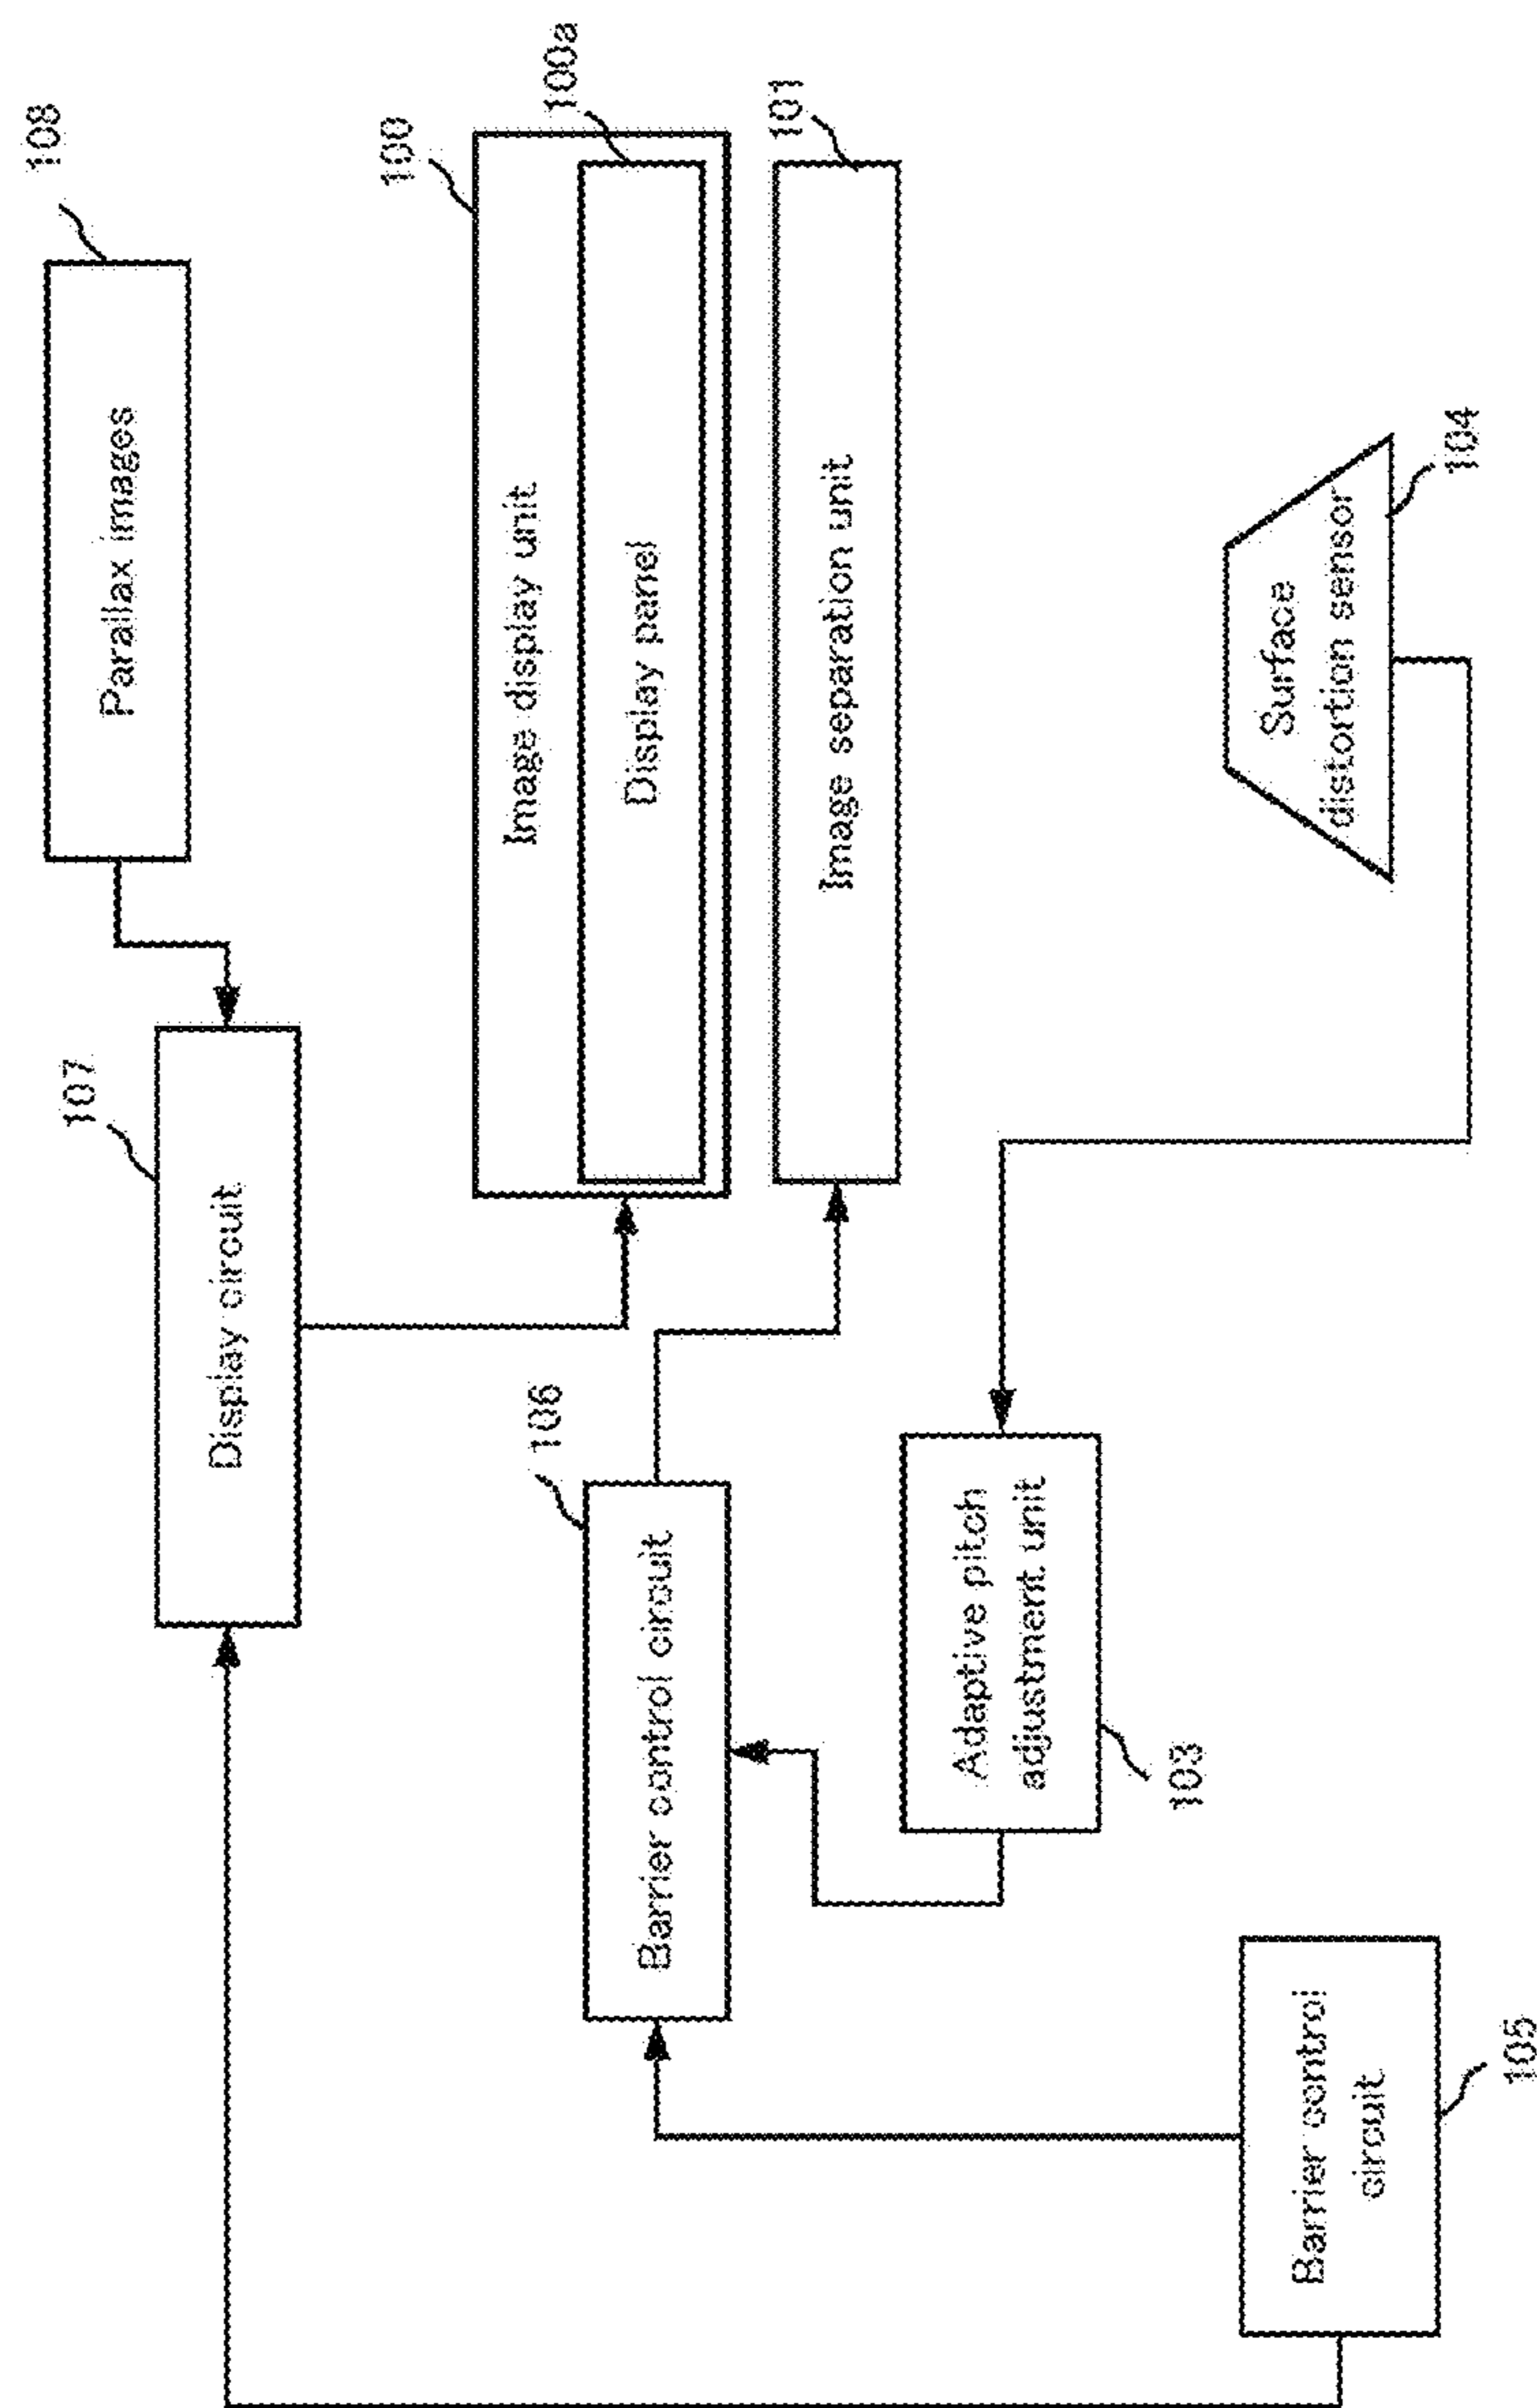 108
Parallax images
107
Display circuit
100
100a
Image display unit
Display panel
101
Image separation unit
106
Barrier control circuit
Adaptive pitch
adjustment unit
103
Surface
distortion sensor
104
Barrier control
circuit
105